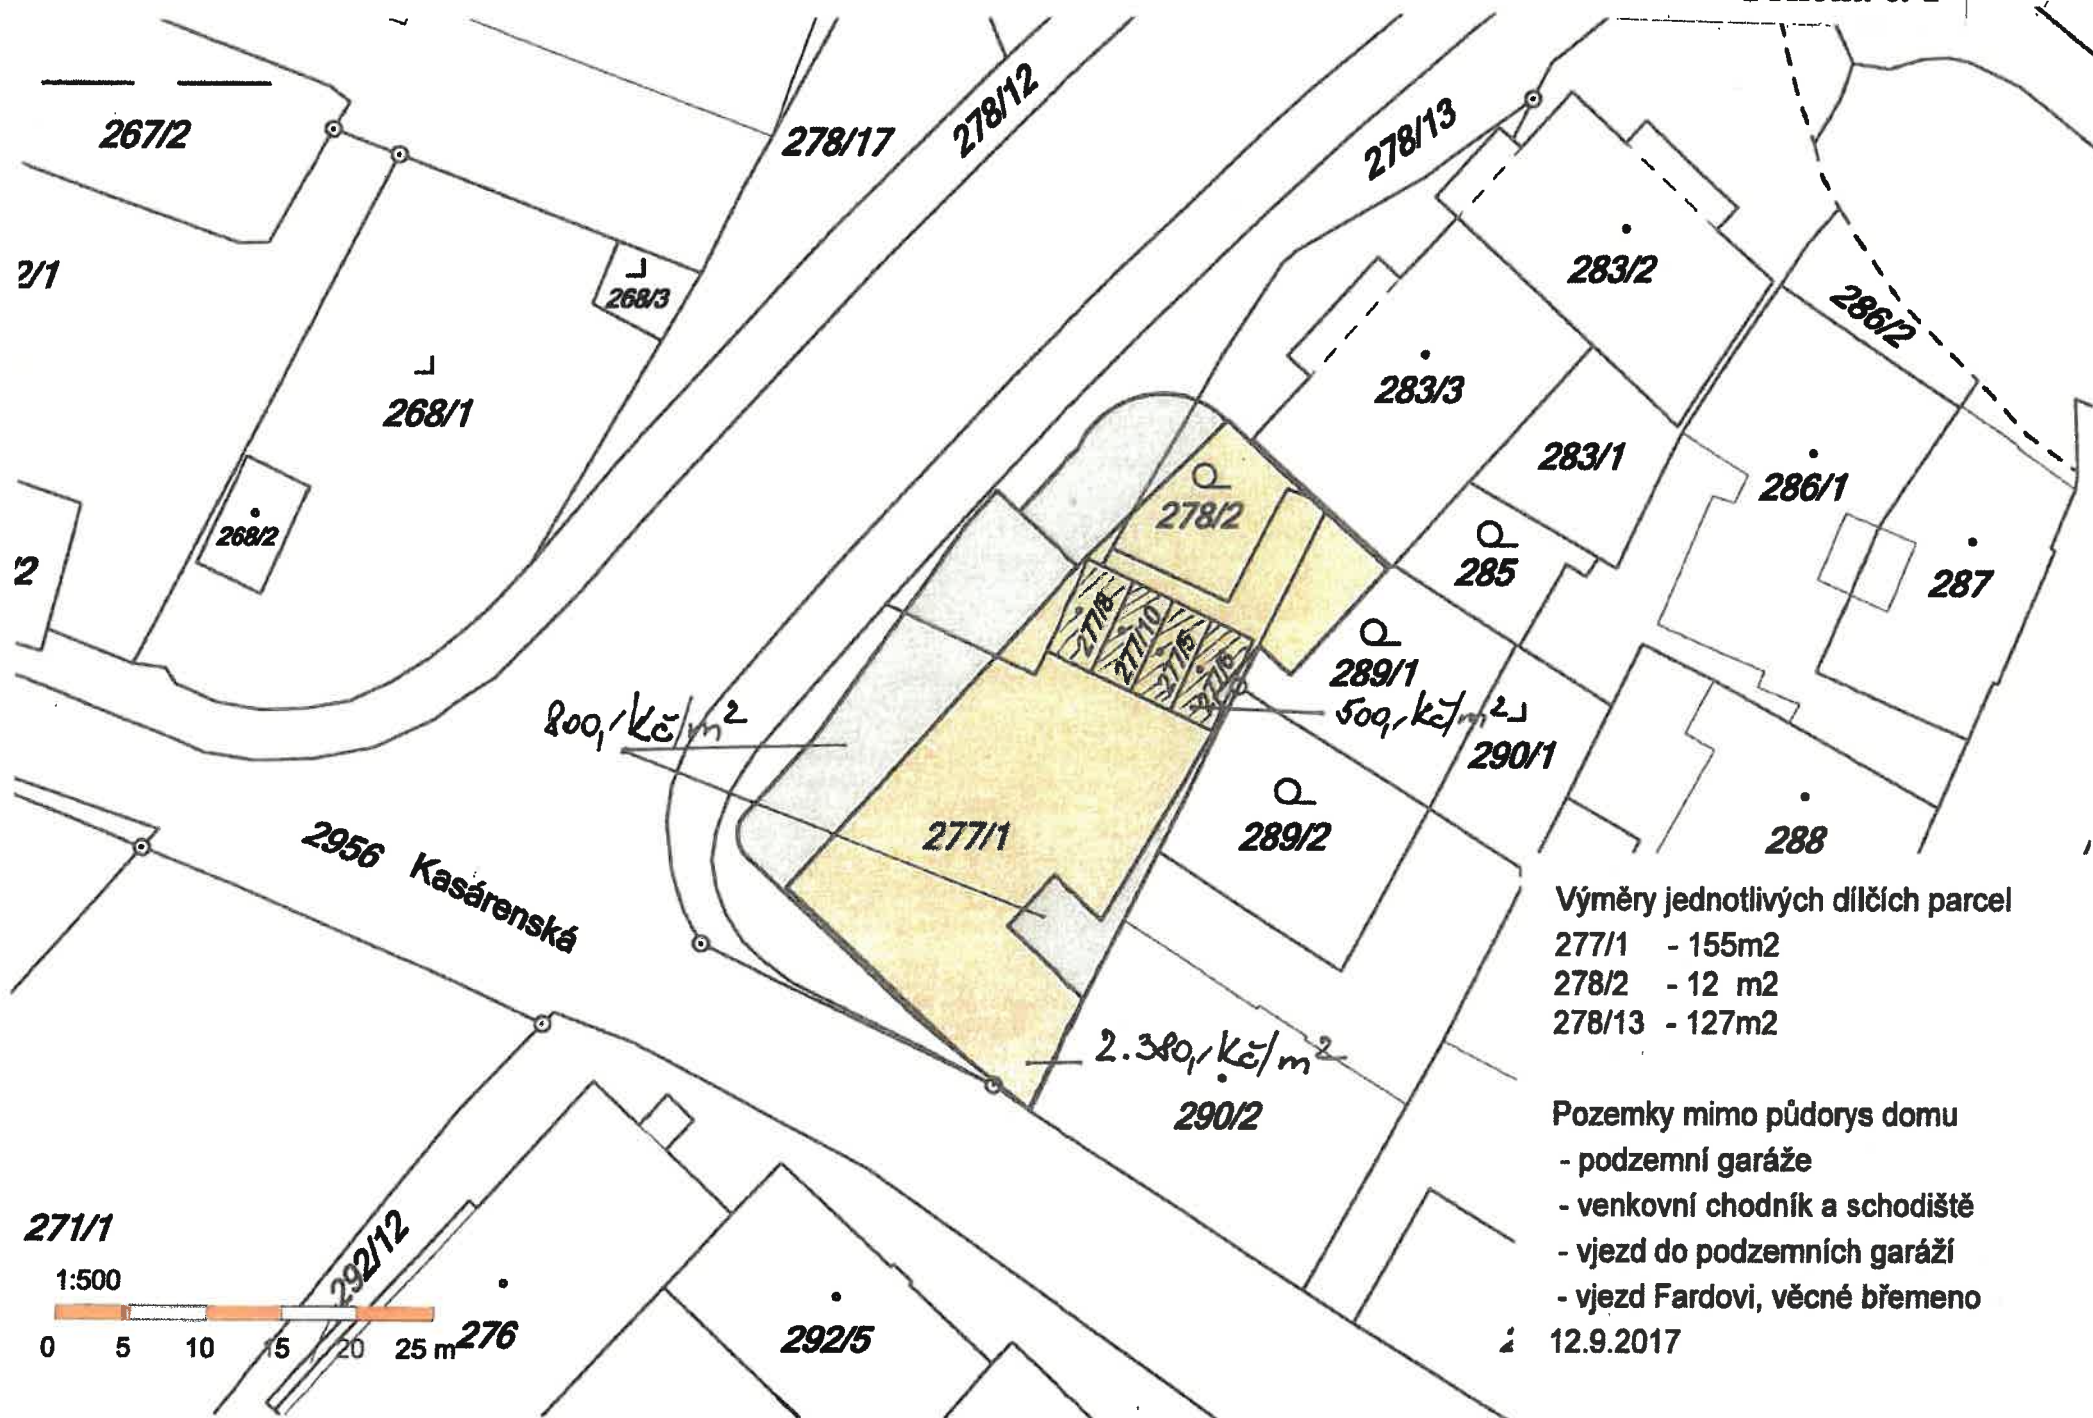 267/2
278/17
278/12
278/13
2/1
268/3
268/1
268/2
283/2
286/2
283/3
283/1
286/1
278/2
285
287
277/8
277/10
277/5
277/6
289/1
800,-/Kč/m²
500,-/Kč/m²
290/1
277/1
289/2
288
2956 Kasárenská
2.380,-/Kč/m²
290/2
Výměry jednotlivých dílčích parcel
277/1 - 155m2
278/2 - 12 m2
278/13 - 127m2
Pozemky mimo půdorys domu
- podzemní garáže
- venkovní chodník a schodiště
- vjezd do podzemních garáží
- vjezd Fardovi, věcné břemeno
12.9.2017
271/1
292/12
1:500
0 5 10 15 20 25 m
276
292/5